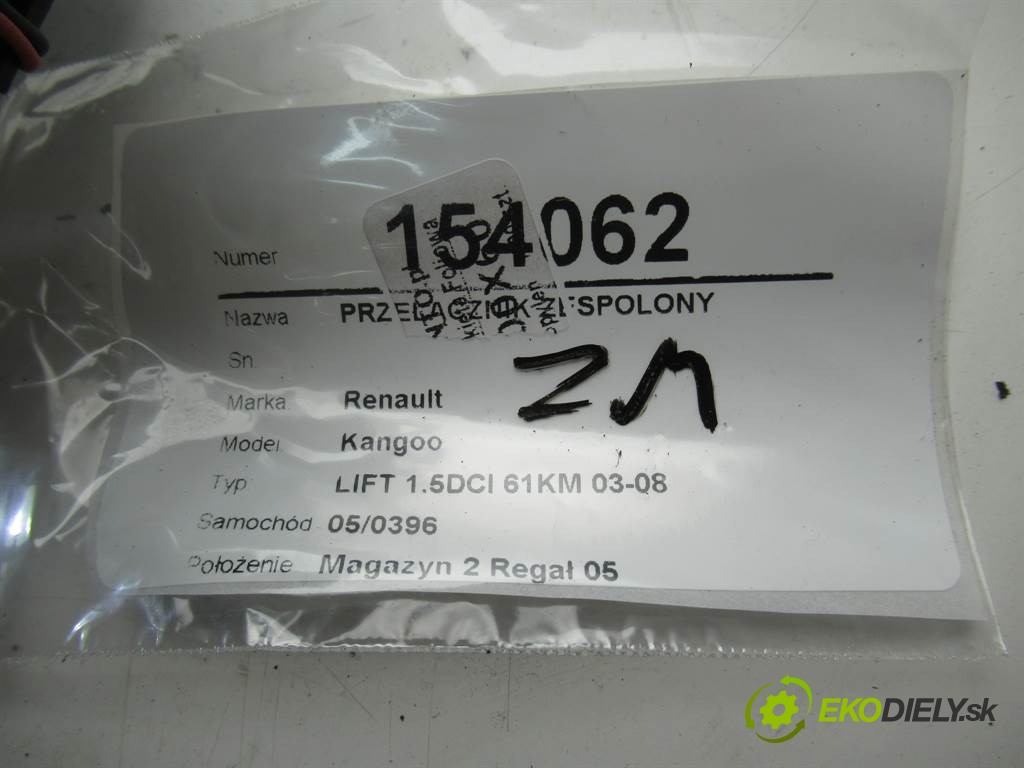 Numer 154062
Nazwa PRZEŁĄCZNIK ZESPOLONY
Sn
Marka Renault
Model Kangoo
Typ LIFT 1.5DCI 61KM 03-08
Samochód 05/0396
Położenie Magazyn 2 Regał 05
ZM
EKODIELY.sk